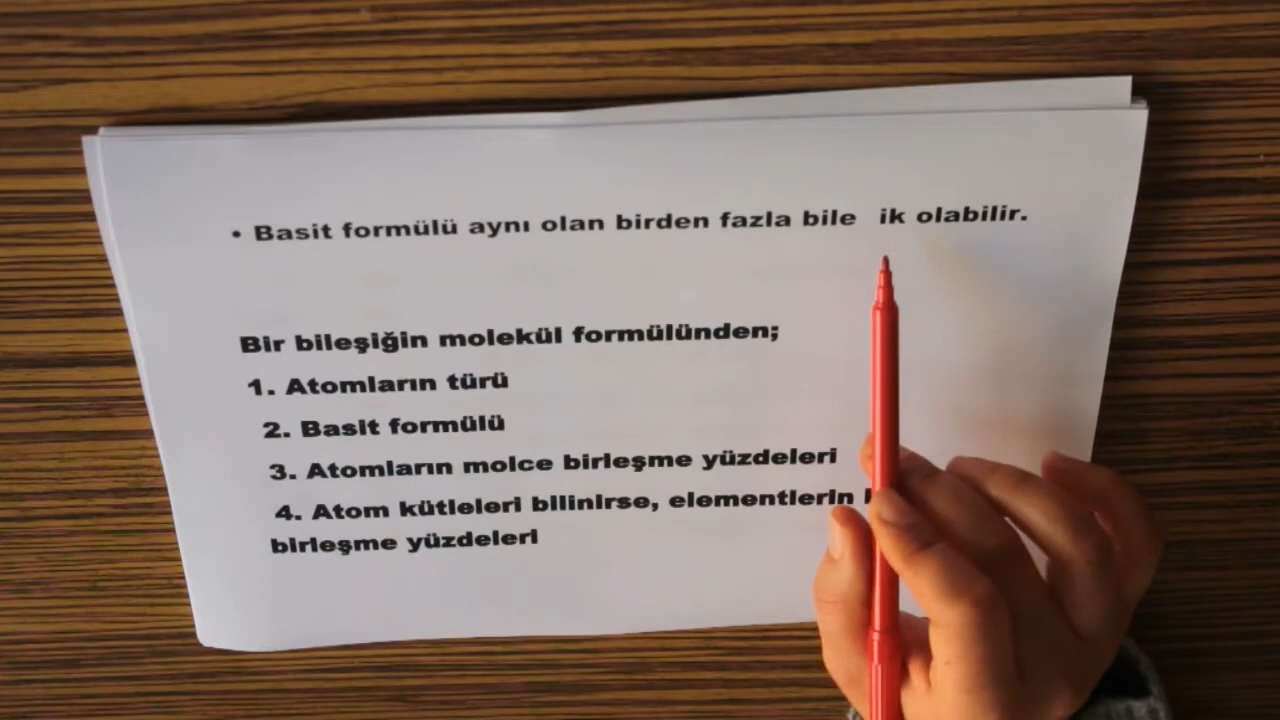 • Basit formülü aynı olan birden fazla bile ik olabilir.
Bir bileşiğin molekül formülünden;
1. Atomların türü
2. Basit formülü
3. Atomların molce birleşme yüzdeleri
4. Atom kütleleri bilinirse, elementlerin
birleşme yüzdeleri